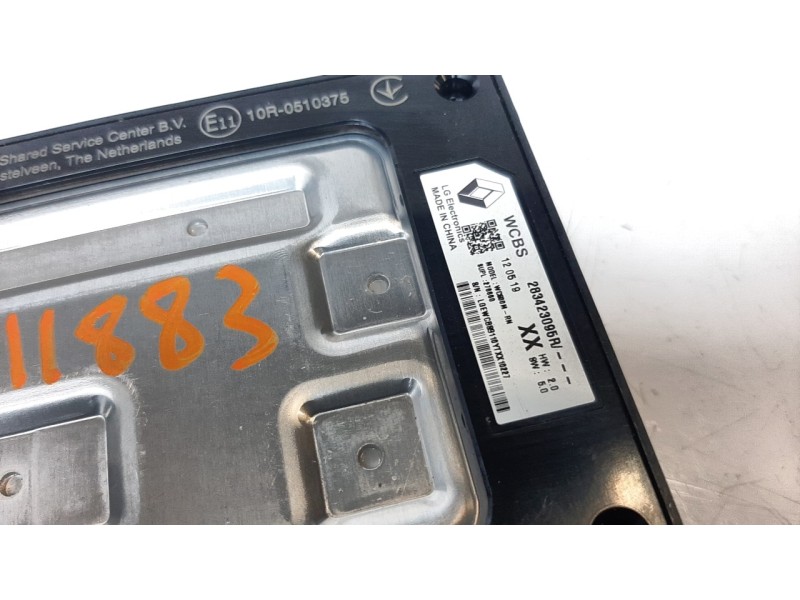 Shared Service Center B.V.
stelveen, The Netherlands
E11 10R-0510375
11883
LG Electronics
MADE IN CHINA
WCBS
12 05 19
283423095R/---
XX
HW: 2.0
SW: 5.0